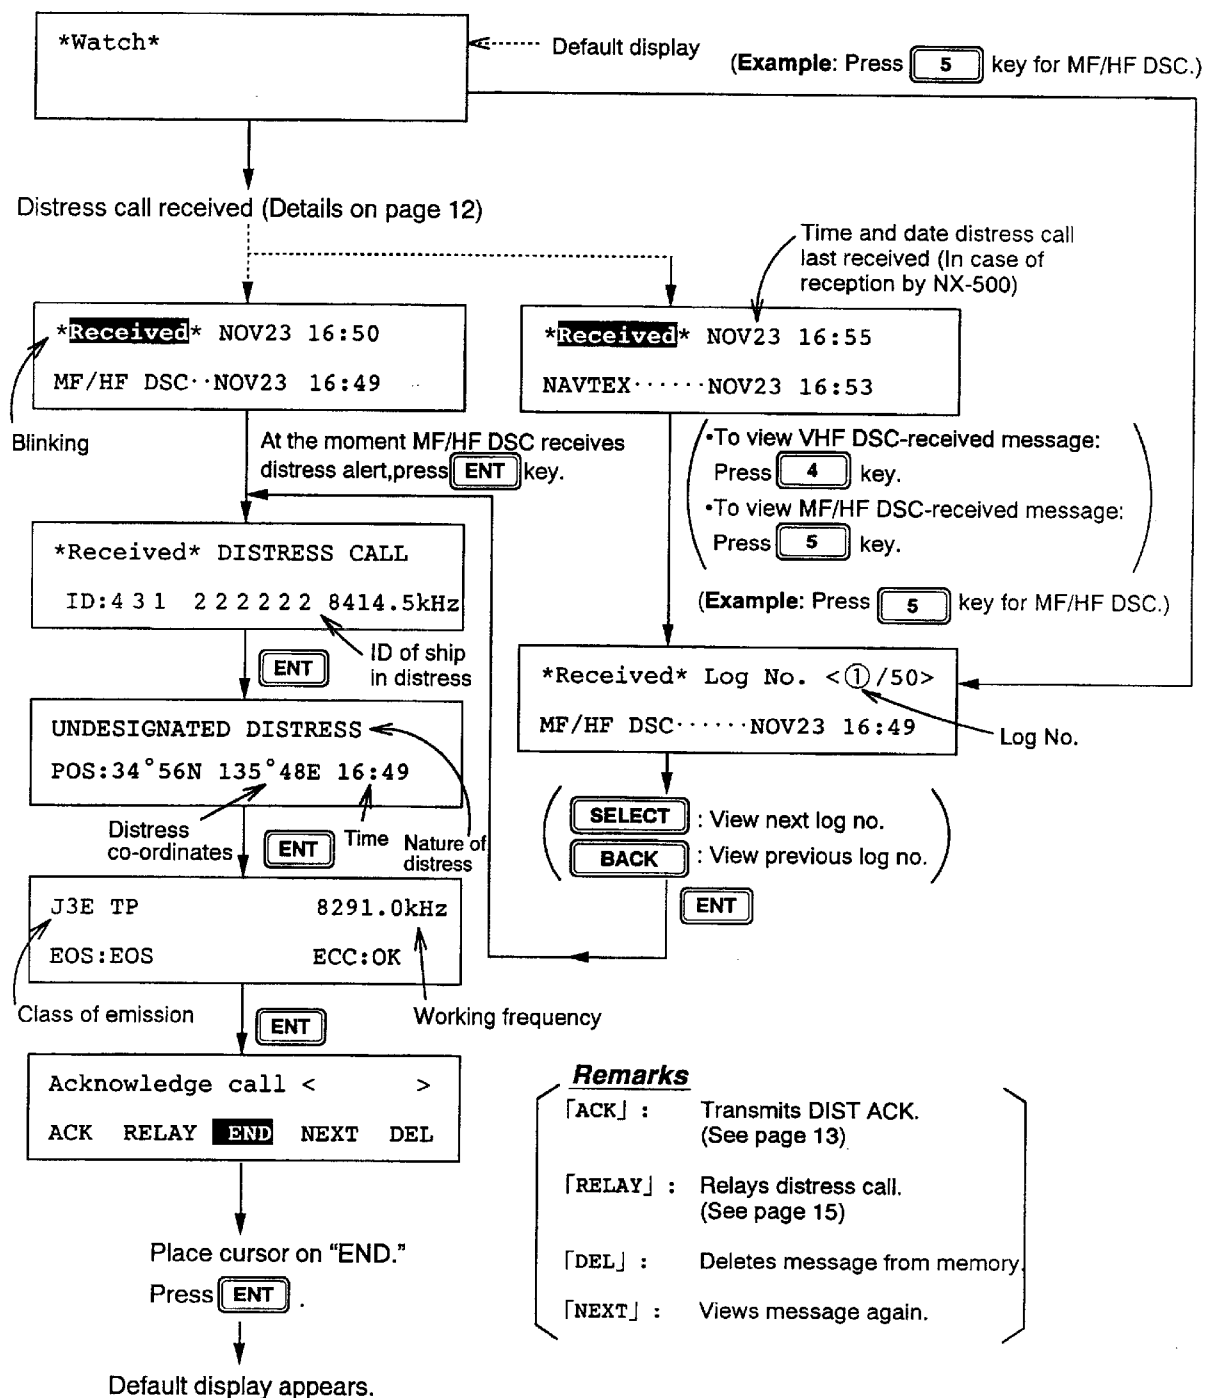 *Watch*
Default display
(Example: Press 5 key for MF/HF DSC.)
Distress call received (Details on page 12)
Time and date distress call
last received (In case of
reception by NX-500)
*Received* NOV23 16:50
MF/HF DSC··NOV23 16:49
Blinking
*Received* NOV23 16:55
NAVTEX······NOV23 16:53
At the moment MF/HF DSC receives
distress alert,press ENT key.
•To view VHF DSC-received message:
Press 4 key.
•To view MF/HF DSC-received message:
Press 5 key.
(Example: Press 5 key for MF/HF DSC.)
*Received* DISTRESS CALL
ID:431 222222 8414.5kHz
ID of ship
in distress
ENT
*Received* Log No. <①/50>
MF/HF DSC······NOV23 16:49
Log No.
UNDESIGNATED DISTRESS
POS:34°56N 135°48E 16:49
Distress
co-ordinates
ENT
Time
Nature of
distress
SELECT : View next log no.
BACK : View previous log no.
ENT
J3E TP 8291.0kHz
EOS:EOS ECC:OK
Class of emission
ENT
Working frequency
Acknowledge call < >
ACK RELAY END NEXT DEL
Place cursor on “END.”
Press ENT .
Default display appears.
Remarks
「ACK」 : Transmits DIST ACK.
(See page 13)
「RELAY」 : Relays distress call.
(See page 15)
「DEL」 : Deletes message from memory.
「NEXT」 : Views message again.